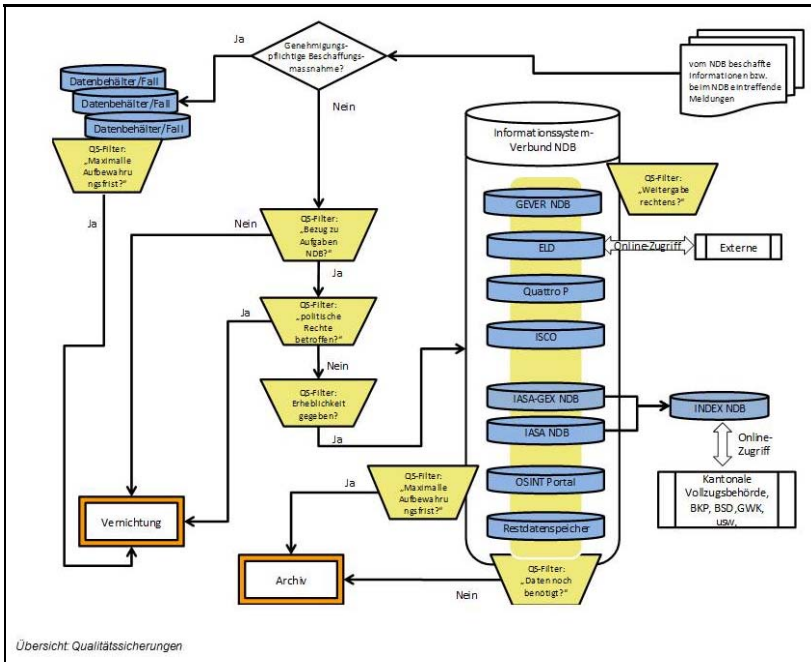 Ja
Genehmigungs-
pflichtige Beschaffungs-
massnahme?
vom NDB beschaffte
Informationen bzw.
beim NDB eintreffende
Meldungen
Datenbehälter/Fall
Datenbehälter/Fall
Datenbehälter/Fall
Nein
Informationssystem-
Verbund NDB
QS-Filter:
„Maximalle
Aufbewahru
ngsfrist?"
QS-Filter:
„Weitergabe
rechtens?"
GEVER NDB
Ja
Nein
QS-Filter:
„Bezug zu
Aufgaben
NDB?"
ELD
Online-Zugriff
Externe
Ja
Quattro P
QS-Filter:
„politische
Rechte
betroffen?"
Ja
ISCO
Nein
QS-Filter:
Erheblichkeit
gegeben?
Ja
IASA-GEX NDB
INDEX NDB
IASA NDB
Online-
Zugriff
QS-Filter:
„Maximalle
Aufbewahru
ngsfrist?"
Ja
OSINT Portal
Kantonale
Vollzugsbehörde,
BKP, BSD,GWK,
usw,
Vernichtung
Restdatenspeicher
QS-Filter:
„Daten noch
benötigt?"
Archiv
Nein
Übersicht: Qualitätssicherungen